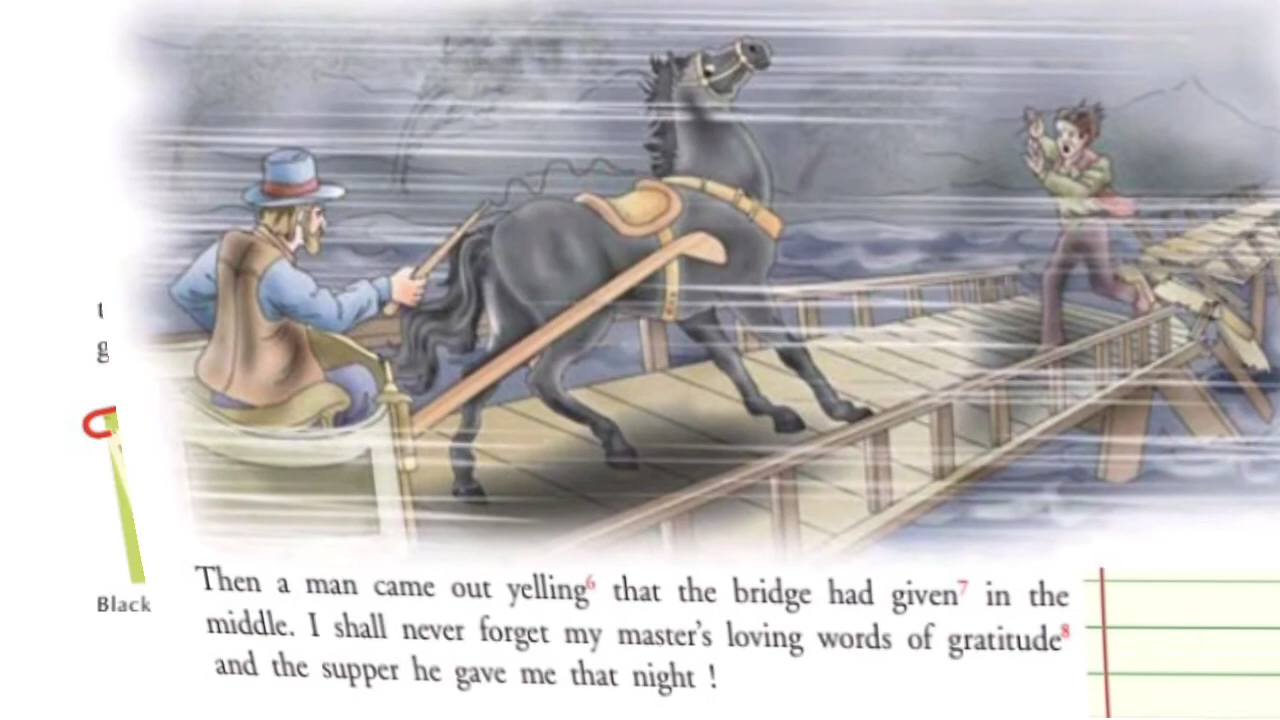 Then a man came out yelling⁶ that the bridge had given⁷ in the
middle. I shall never forget my master's loving words of gratitude⁸
and the supper he gave me that night !
Black